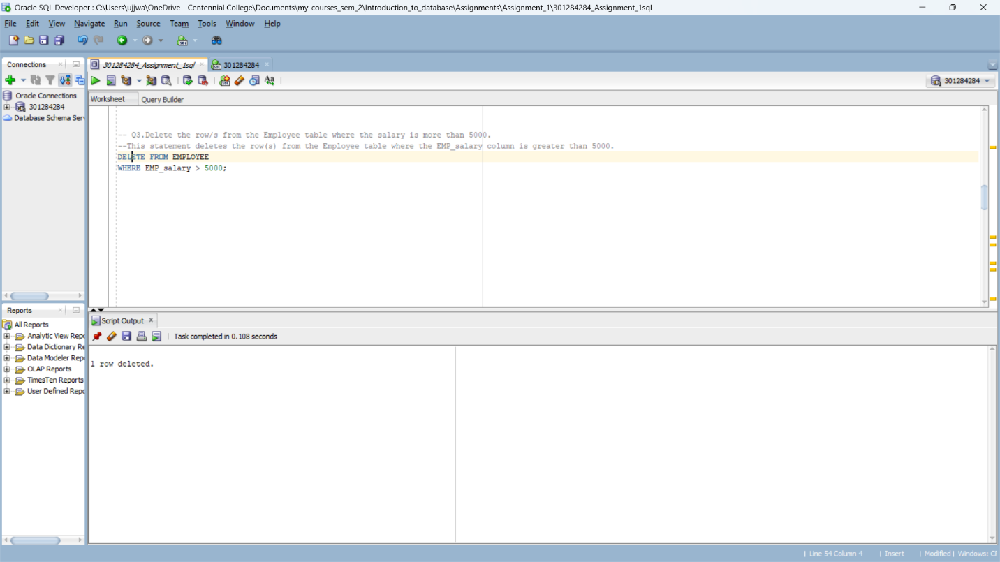 Oracle SQL Developer : C:\Users\ujjwa\OneDrive - Centennial College\Documents\my-courses_sem_2\Introduction_to_database\Assignments\Assignment_1\301284284_Assignment_1sql
File Edit View Navigate Run Source Team Tools Window Help
Connections
301284284_Assignment_1sql
301284284
301284284
Worksheet
Query Builder
Oracle Connections
301284284
Database Schema Serv
-- Q3.Delete the row/s from the Employee table where the salary is more than 5000.
--This statement deletes the row(s) from the Employee table where the EMP_salary column is greater than 5000.
DELETE FROM EMPLOYEE
WHERE EMP_salary > 5000;
Reports
All Reports
Analytic View Repo
Data Dictionary Re
Data Modeler Repo
OLAP Reports
TimesTen Reports
User Defined Repo
Script Output
Task completed in 0.108 seconds
1 row deleted.
Line 54 Column 4
Insert
Modified
Windows: CF